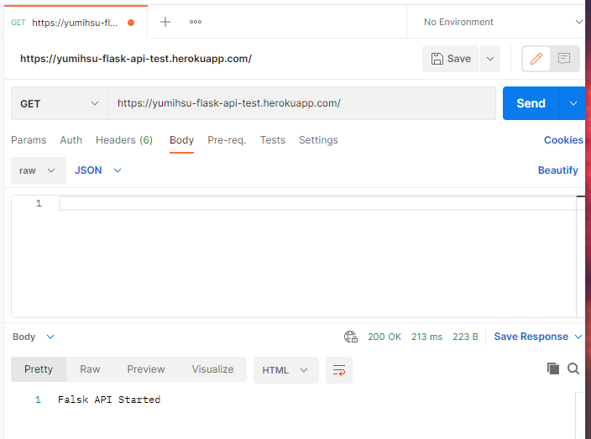 GET https://yumihsu-fl... No Environment
https://yumihsu-flask-api-test.herokuapp.com/ Save
GET https://yumihsu-flask-api-test.herokuapp.com/ Send
Params Auth Headers (6) Body Pre-req. Tests Settings Cookies
raw JSON Beautify
1
Body 200 OK 213 ms 223 B Save Response
Pretty Raw Preview Visualize HTML
1 Falsk API Started